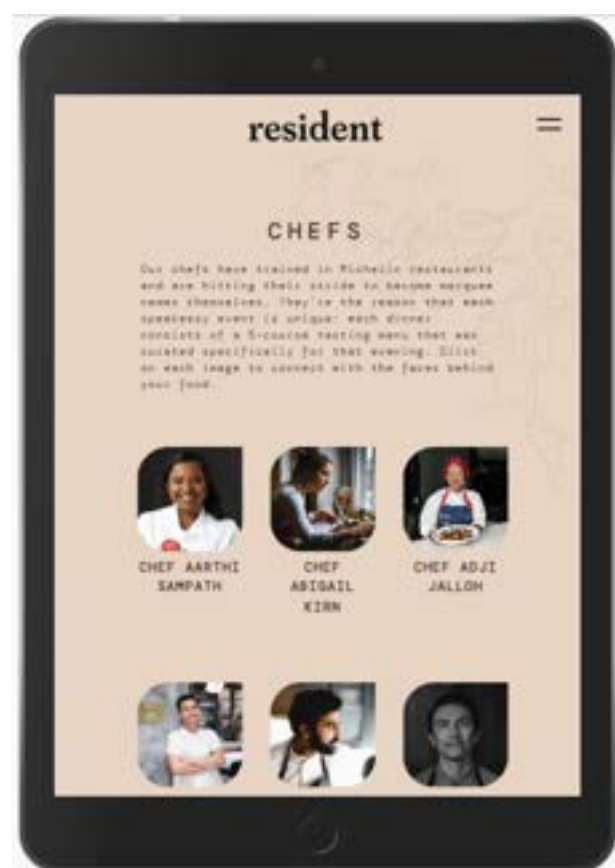 resident
CHEFS
Our chefs have trained in Michelin restaurants
and are hitting their stride to become marquee
names themselves. They're the reason that each
speakeasy event is unique: each dinner
consists of a 5-course tasting menu that was
curated specifically for that evening. Click
on each image to connect with the faces behind
your food.
CHEF AARTHI
SAMPATH
CHEF
ABIGAIL
KIRN
CHEF ADJI
JALLOH